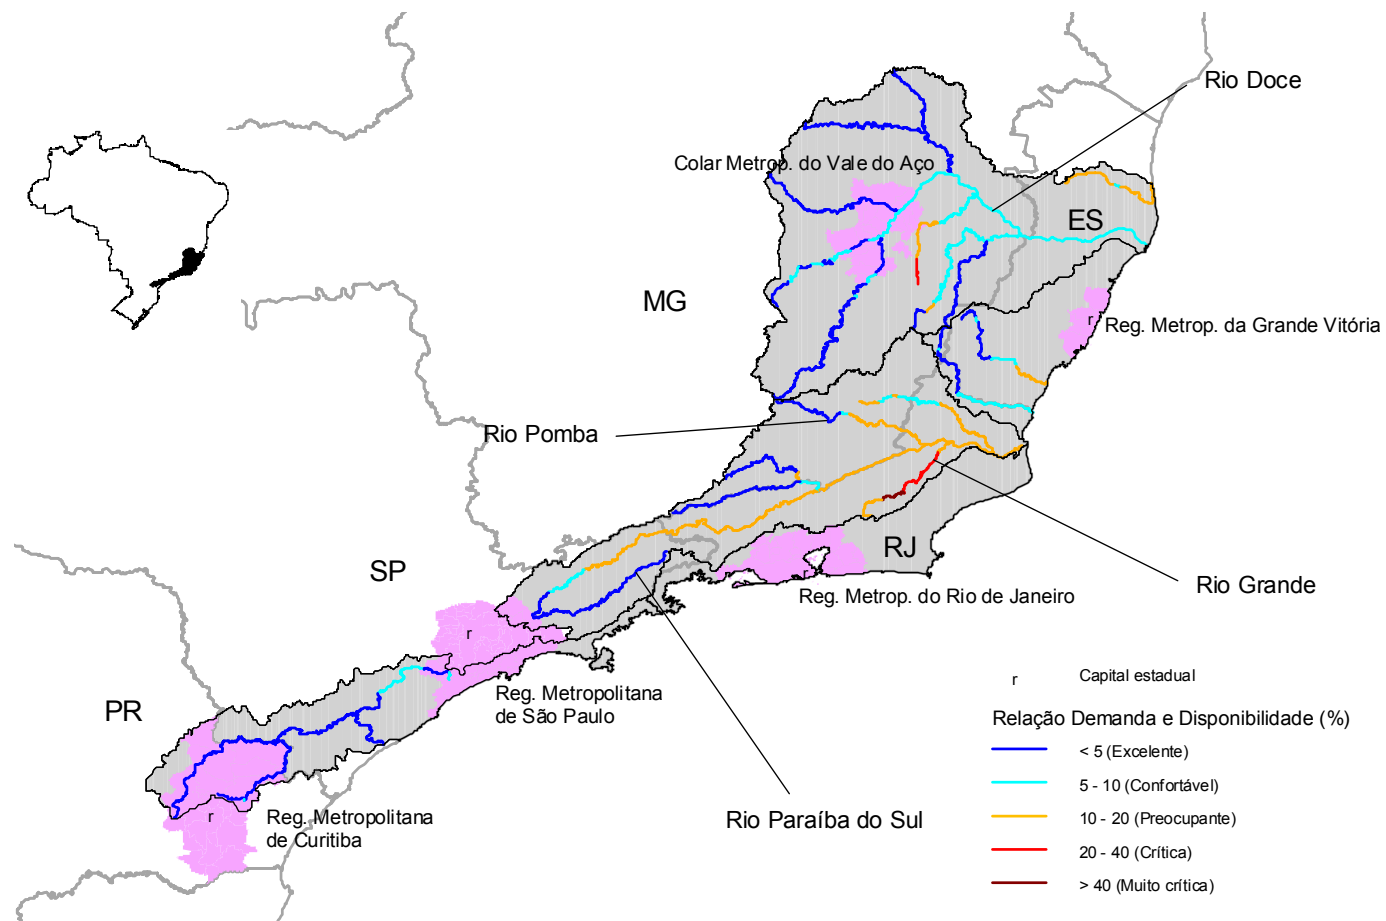 Rio Doce
Colar Metrop. do Vale do Aço
ES
MG
r
Reg. Metrop. da Grande Vitória
Rio Pomba
SP
RJ
Rio Grande
Reg. Metrop. do Rio de Janeiro
r
PR
Reg. Metropolitana
de São Paulo
r
Reg. Metropolitana
de Curitiba
Rio Paraíba do Sul
r Capital estadual
Relação Demanda e Disponibilidade (%)
< 5 (Excelente)
5 - 10 (Confortável)
10 - 20 (Preocupante)
20 - 40 (Crítica)
> 40 (Muito crítica)